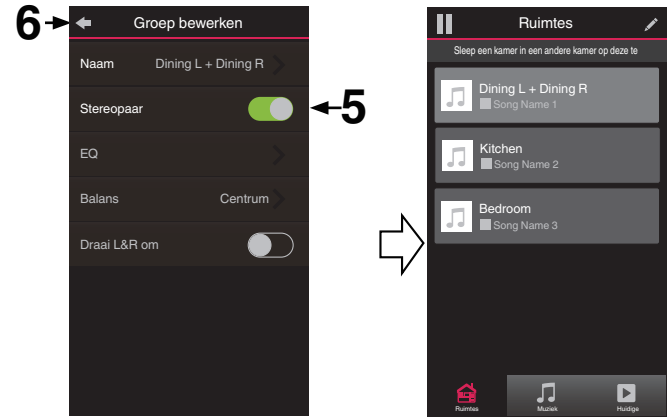 6
Groep bewerken
Naam Dining L + Dining R
Stereopaar
5
EQ
Balans Centrum
Draai L&R om
Ruimtes
Sleep een kamer in een andere kamer op deze te
Dining L + Dining R
Song Name 1
Kitchen
Song Name 2
Bedroom
Song Name 3
Ruimtes Muziek Huidige